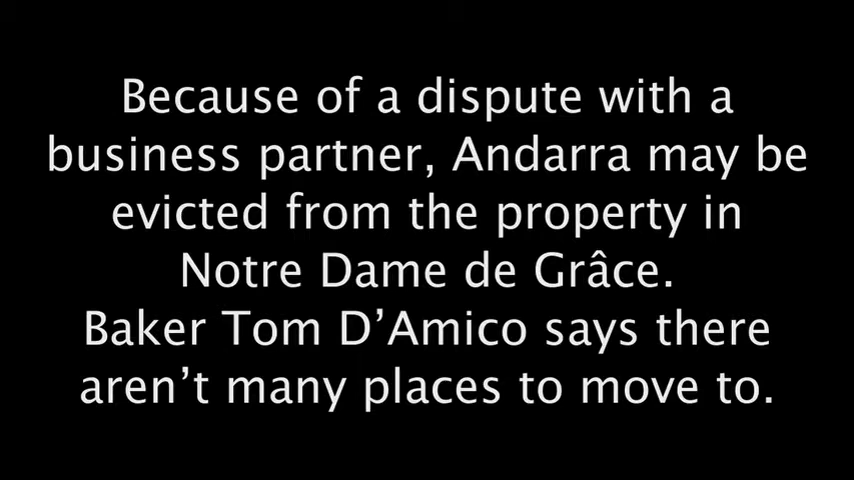 Because of a dispute with a
business partner, Andarra may be
evicted from the property in
Notre Dame de Grâce.
Baker Tom D’Amico says there
aren’t many places to move to.